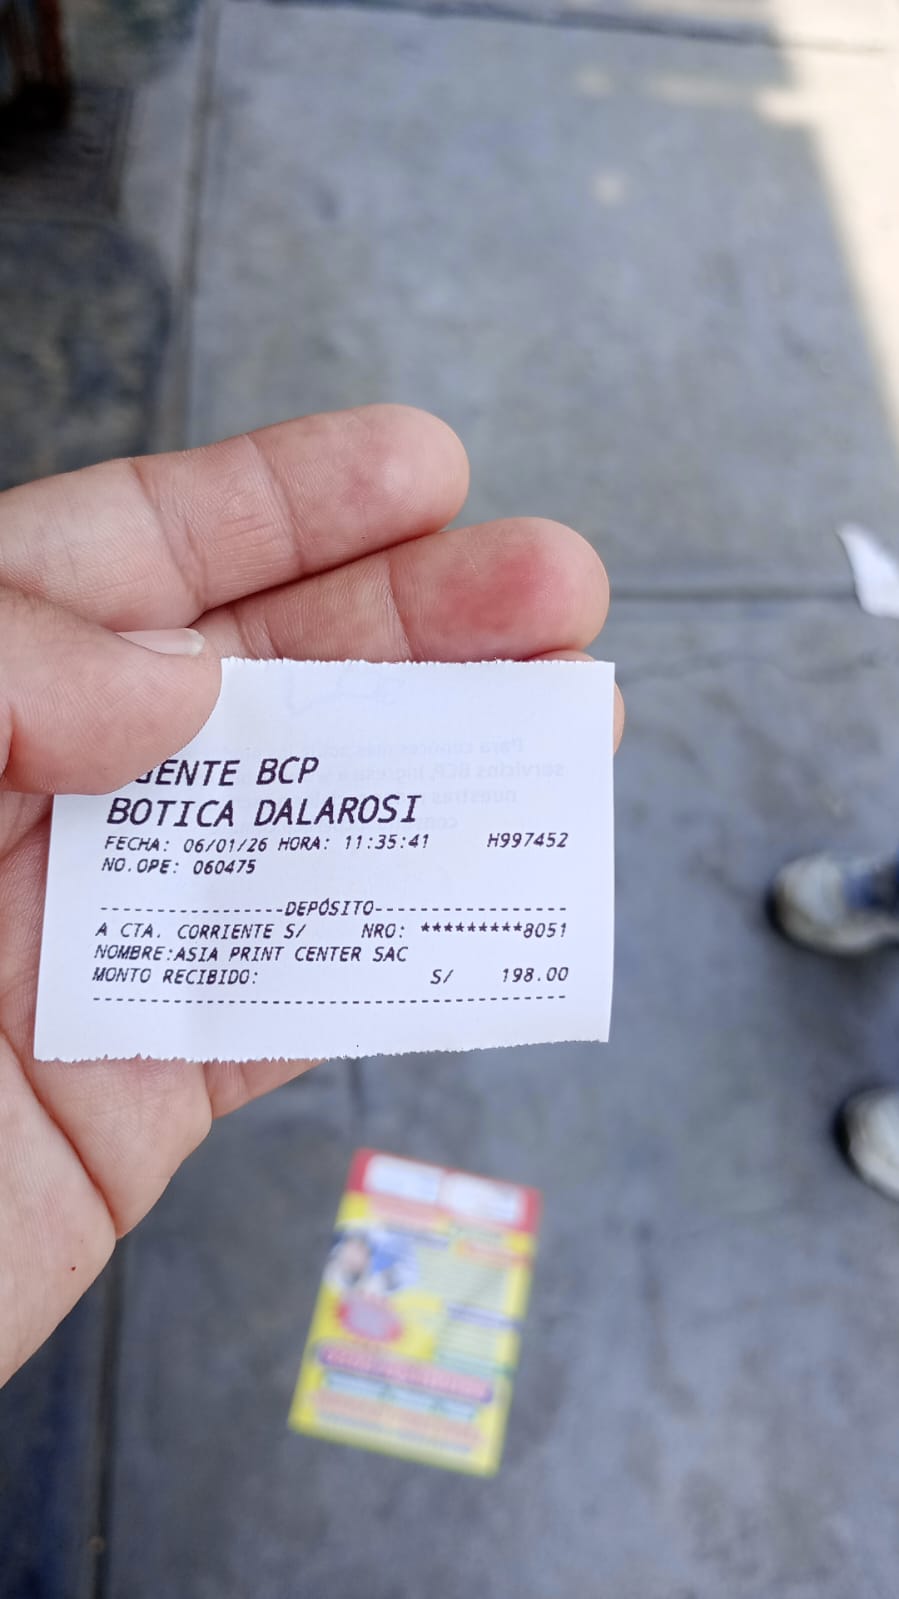 GENTE BCP
BOTICA DALAROSI
FECHA: 06/01/26 HORA: 11:35:41 H997452
NO.OPE: 060475
-----------------DEPÓSITO-----------------
A CTA. CORRIENTE S/ NRO: *********8051
NOMBRE:ASIA PRINT CENTER SAC
MONTO RECIBIDO: S/ 198.00
------------------------------------------